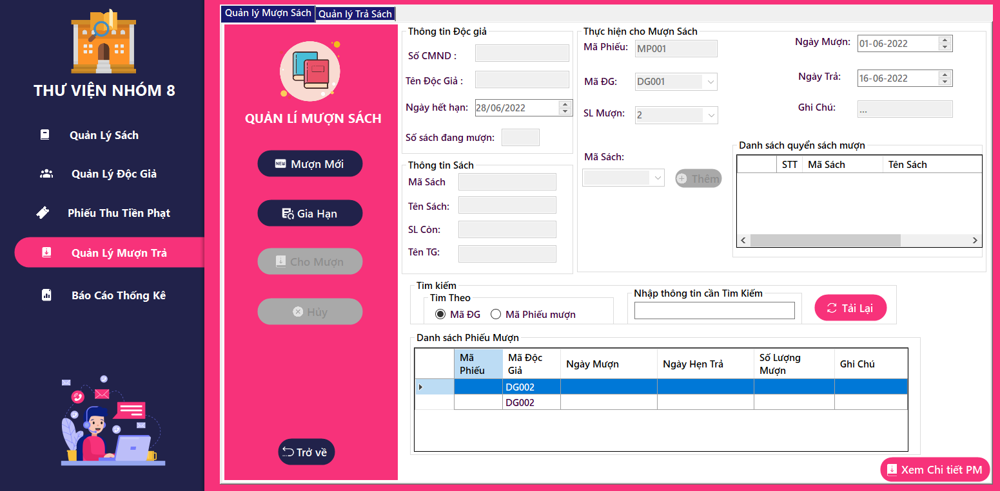 THƯ VIỆN NHÓM 8
Quản Lý Sách
Quản Lý Độc Giả
Phiếu Thu Tiền Phạt
Quản Lý Mượn Trả
Báo Cáo Thống Kê
Quản lý Mượn Sách
Quản lý Trả Sách
QUẢN LÍ MƯỢN SÁCH
NEW Mượn Mới
Gia Hạn
Cho Mượn
Hủy
Trở về
Thông tin Độc giả
Số CMND :
Tên Độc Giả :
Ngày hết hạn: 28/06/2022
Số sách đang mượn:
Thông tin Sách
Mã Sách
Tên Sách:
SL Còn:
Tên TG:
Thực hiện cho Mượn Sách
Mã Phiếu: MP001
Mã ĐG: DG001
SL Mượn: 2
Mã Sách:
Thêm
Ngày Mượn: 01-06-2022
Ngày Trả: 16-06-2022
Ghi Chú: ...
Danh sách quyển sách mượn
STT Mã Sách Tên Sách
Tìm kiếm
Tìm Theo
Mã ĐG Mã Phiếu mượn
Nhập thông tin cần Tìm Kiếm
Tải Lại
Danh sách Phiếu Mượn
Mã Phiếu Mã Độc Giả Ngày Mượn Ngày Hẹn Trả Số Lượng Mượn Ghi Chú
DG002
DG002
Xem Chi tiết PM